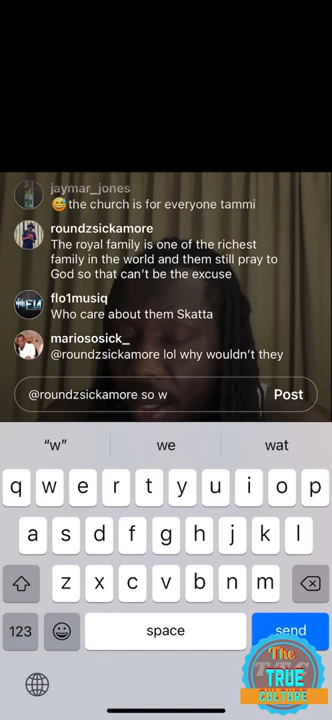 jaymar_jones
😅the church is for everyone tammi
roundzsickamore
The royal family is one of the richest
family in the world and them still pray to
God so that can't be the excuse
flo1musiq
Who care about them Skatta
mariososick_
@roundzsickamore lol why wouldn't they
@roundzsickamore so w
Post
“w” we wat
q w e r t y u i o p
a s d f g h j k l
z x c v b n m
123 space send
The
TRUE
CULTURE